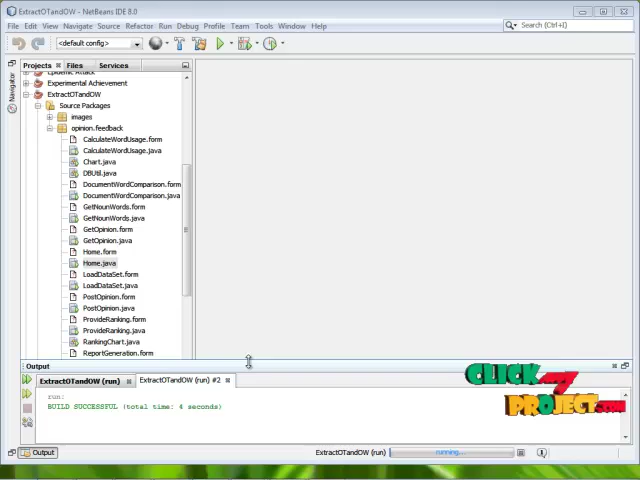 ExtractOTandOW - NetBeans IDE 8.0
File Edit View Navigate Source Refactor Run Debug Profile Team Tools Window Help
Search (Ctrl+I)
<default config>
Projects Files Services
Navigator
Experimental Achievement
ExtractOTandOW
Source Packages
images
opinion.feedback
CalculateWordUsage.form
CalculateWordUsage.java
Chart.java
DBUtil.java
DocumentWordComparison.form
DocumentWordComparison.java
GetNounWords.form
GetNounWords.java
GetOpinion.form
GetOpinion.java
Home.form
Home.java
LoadDataSet.form
LoadDataSet.java
PostOpinion.form
PostOpinion.java
ProvideRanking.form
ProvideRanking.java
RankingChart.java
ReportGeneration.form
Output
ExtractOTandOW (run) ExtractOTandOW (run) #2
run:
BUILD SUCCESSFUL (total time: 4 seconds)
CLICK MY
PROJECT.COM
Output
ExtractOTandOW (run) running...